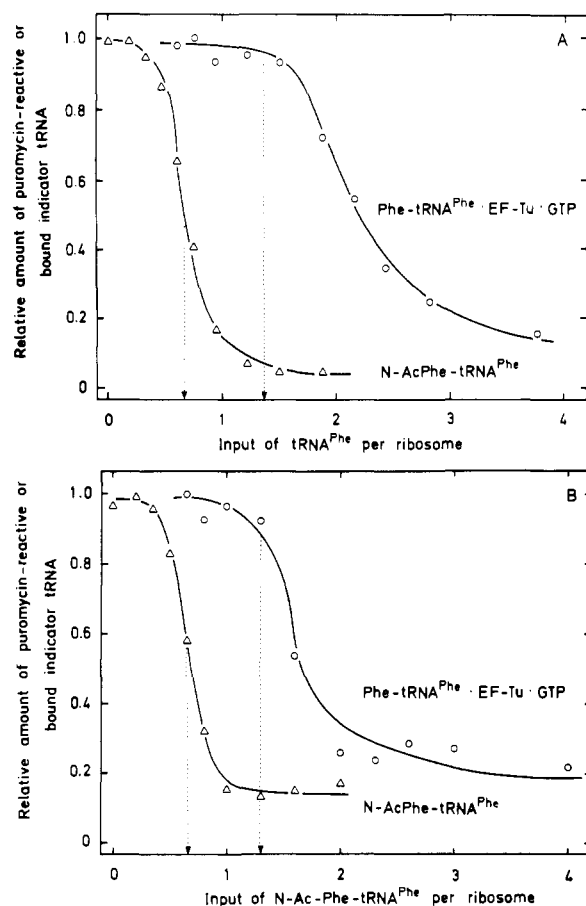 A
Relative amount of puromycin-reactive or
bound indicator tRNA
1.0
0.8
0.6
0.4
0.2
0
Phe-tRNA^Phe · EF-Tu · GTP
N-AcPhe-tRNA^Phe
0 1 2 3 4
Input of tRNA^Phe per ribosome
B
Relative amount of puromycin-reactive or
bound indicator tRNA
1.0
0.8
0.6
0.4
0.2
0
Phe-tRNA^Phe · EF-Tu · GTP
N-AcPhe-tRNA^Phe
0 1 2 3 4
Input of N-Ac-Phe-tRNA^Phe per ribosome